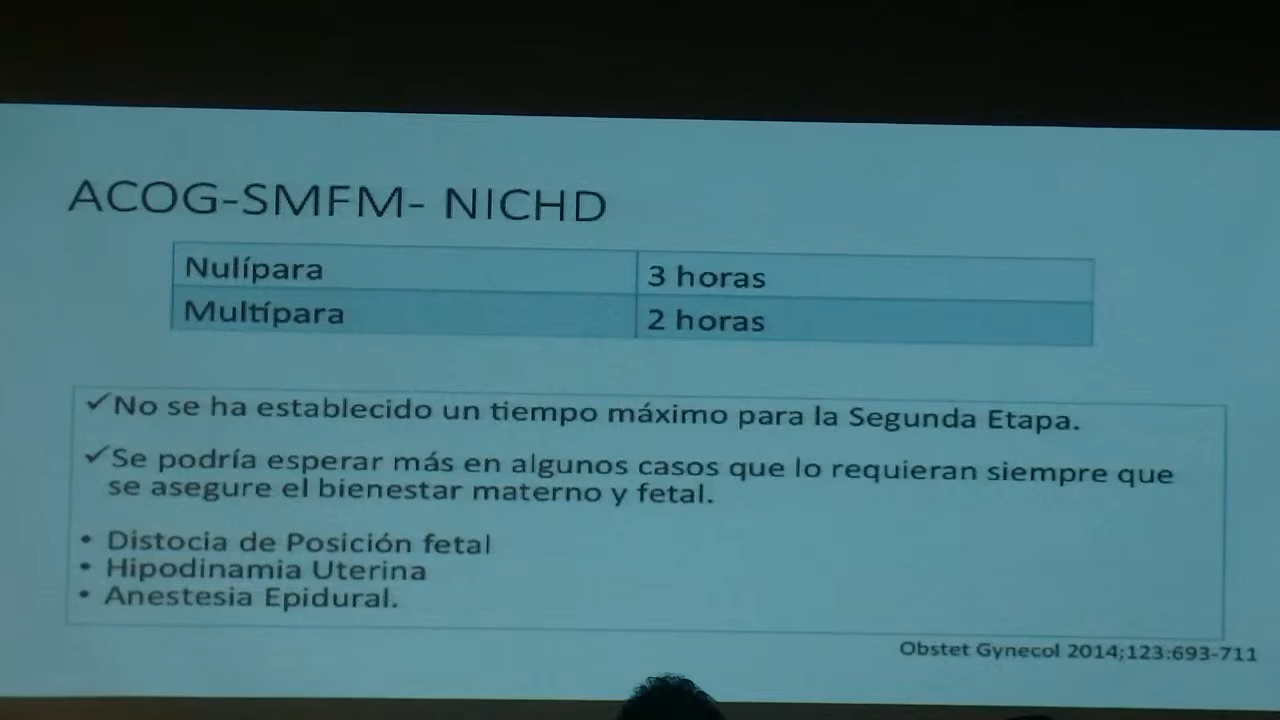 ACOG-SMFM- NICHD
Nulípara 3 horas
Multípara 2 horas
✓No se ha establecido un tiempo máximo para la Segunda Etapa.
✓Se podría esperar más en algunos casos que lo requieran siempre que
se asegure el bienestar materno y fetal.
• Distocia de Posición fetal
• Hipodinamia Uterina
• Anestesia Epidural.
Obstet Gynecol 2014;123:693-711